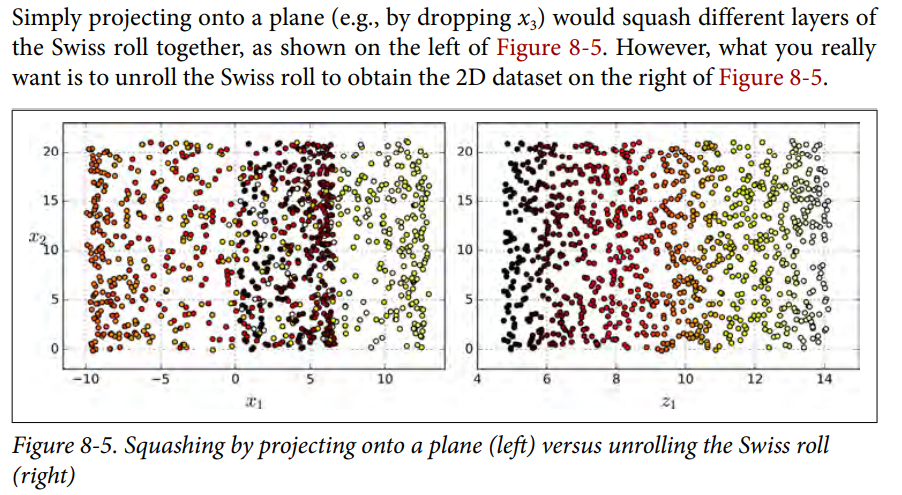 Simply projecting onto a plane (e.g., by dropping x3) would squash different layers of
the Swiss roll together, as shown on the left of Figure 8-5. However, what you really
want is to unroll the Swiss roll to obtain the 2D dataset on the right of Figure 8-5.
20
15
x2
10
5
0
−10 −5 0 5 10
x1
20
15
10
5
0
4 6 8 10 12 14
z1
Figure 8-5. Squashing by projecting onto a plane (left) versus unrolling the Swiss roll
(right)